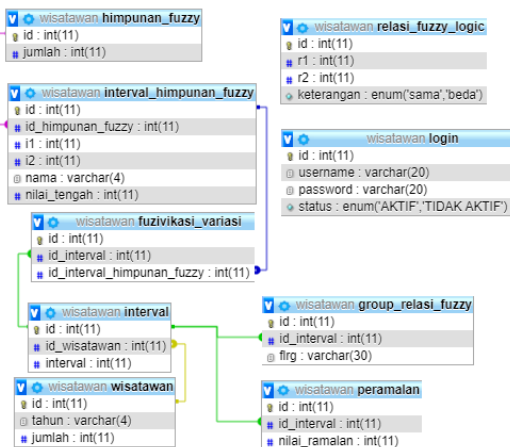 wisatawan himpunan_fuzzy
id : int(11)
jumlah : int(11)
wisatawan relasi_fuzzy_logic
id : int(11)
r1 : int(11)
r2 : int(11)
keterangan : enum('sama','beda')
wisatawan interval_himpunan_fuzzy
id : int(11)
id_himpunan_fuzzy : int(11)
i1 : int(11)
i2 : int(11)
nama : varchar(4)
nilai_tengah : int(11)
wisatawan login
id : int(11)
username : varchar(20)
password : varchar(20)
status : enum('AKTIF','TIDAK AKTIF')
wisatawan fuzivikasi_variasi
id : int(11)
id_interval : int(11)
id_interval_himpunan_fuzzy : int(11)
wisatawan interval
id : int(11)
id_wisatawan : int(11)
interval : int(11)
wisatawan group_relasi_fuzzy
id : int(11)
id_interval : int(11)
flrg : varchar(30)
wisatawan wisatawan
id : int(11)
tahun : varchar(4)
jumlah : int(11)
wisatawan peramalan
id : int(11)
id_interval : int(11)
nilai_ramalan : int(11)